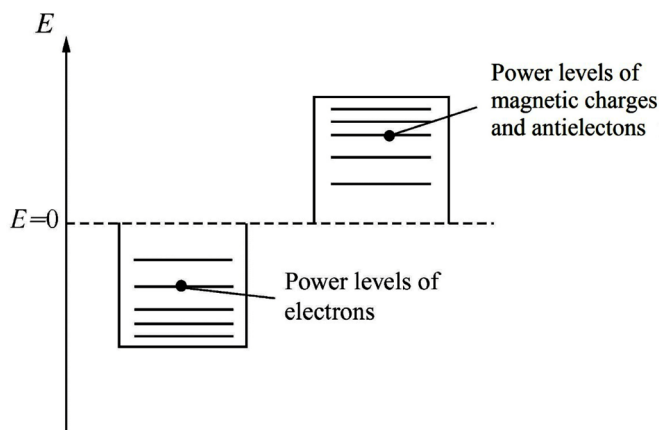 E
Power levels of
magnetic charges
and antielectons
E=0
Power levels of
electrons